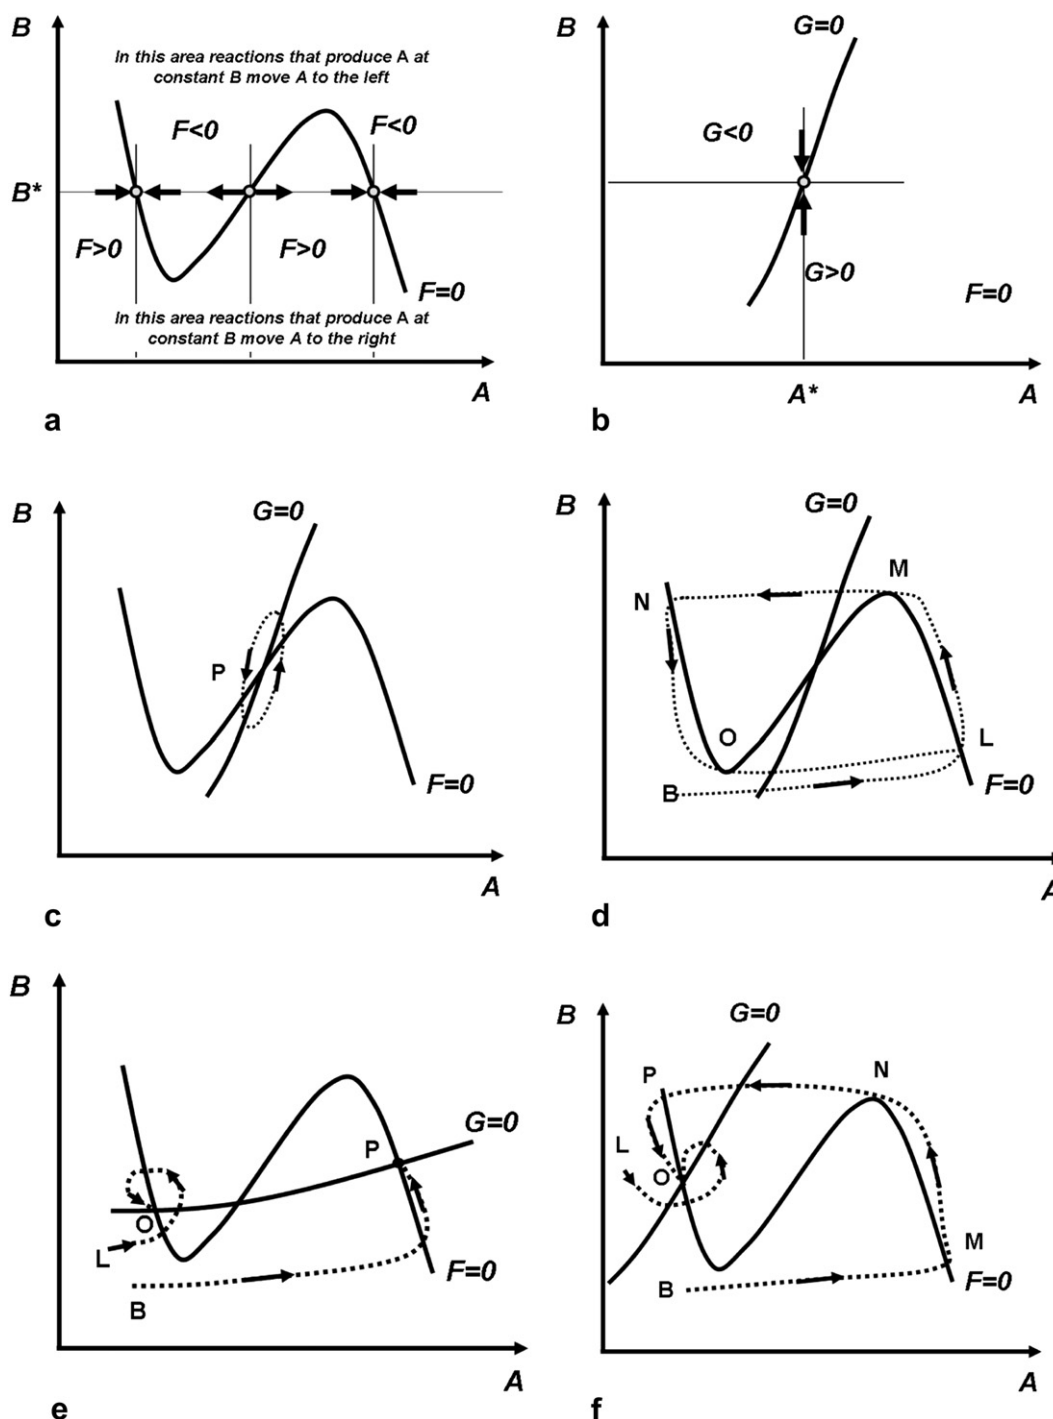 B
In this area reactions that produce A at
constant B move A to the left
F<0
F<0
B*
F>0
F>0
F=0
In this area reactions that produce A at
constant B move A to the right
A
a
B
G=0
G<0
G>0
F=0
A*
A
b
B
G=0
P
F=0
A
c
B
G=0
M
N
O
L
B
F=0
A
d
B
G=0
P
O
L
B
F=0
A
e
B
G=0
P
N
L
O
M
B
F=0
A
f